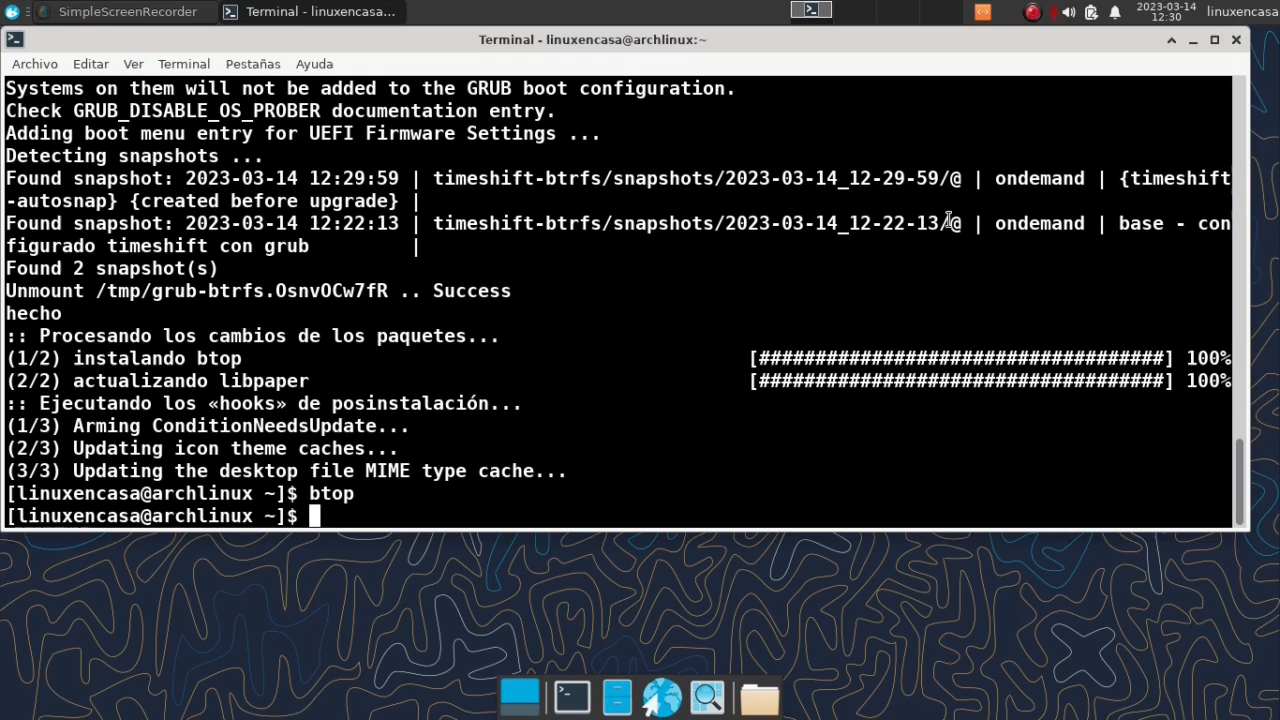 SimpleScreenRecorder
Terminal - linuxencasa...
2023-03-14
12:30
linuxencasa
Terminal - linuxencasa@archlinux:~
Archivo Editar Ver Terminal Pestañas Ayuda
Systems on them will not be added to the GRUB boot configuration.
Check GRUB_DISABLE_OS_PROBER documentation entry.
Adding boot menu entry for UEFI Firmware Settings ...
Detecting snapshots ...
Found snapshot: 2023-03-14 12:29:59 | timeshift-btrfs/snapshots/2023-03-14_12-29-59/@ | ondemand | {timeshift
-autosnap} {created before upgrade} |
Found snapshot: 2023-03-14 12:22:13 | timeshift-btrfs/snapshots/2023-03-14_12-22-13/@ | ondemand | base - con
figurado timeshift con grub |
Found 2 snapshot(s)
Unmount /tmp/grub-btrfs.OsnvOCw7fR .. Success
hecho
:: Procesando los cambios de los paquetes...
(1/2) instalando btop [####################################] 100%
(2/2) actualizando libpaper [####################################] 100%
:: Ejecutando los «hooks» de posinstalación...
(1/3) Arming ConditionNeedsUpdate...
(2/3) Updating icon theme caches...
(3/3) Updating the desktop file MIME type cache...
[linuxencasa@archlinux ~]$ btop
[linuxencasa@archlinux ~]$